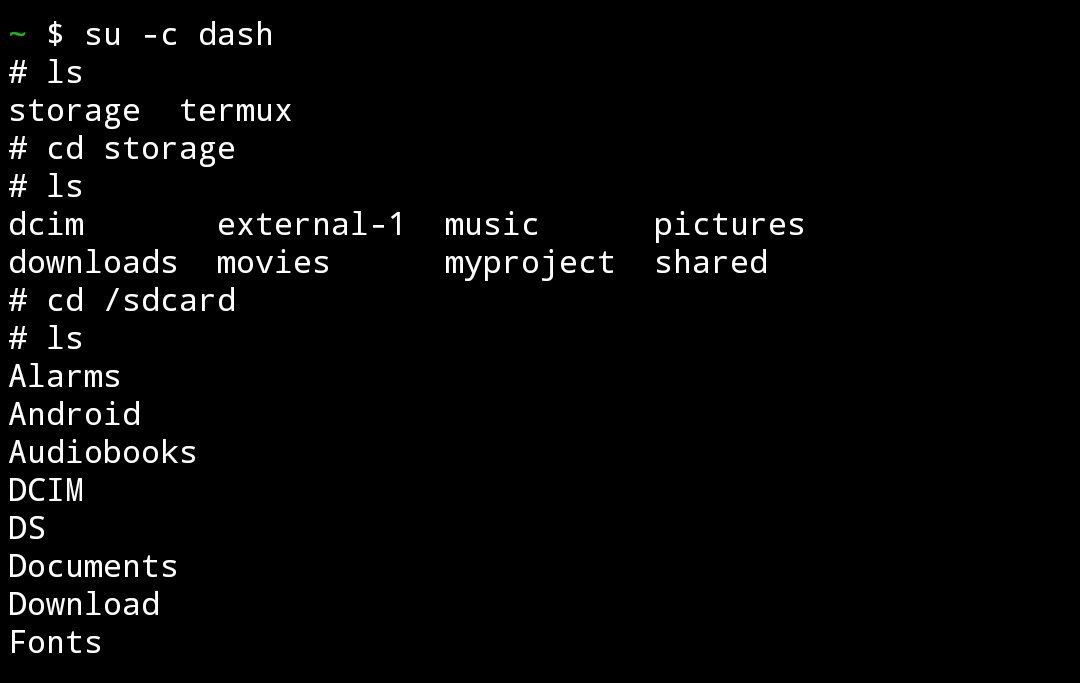 ~ $ su -c dash
# ls
storage  termux
# cd storage
# ls
dcim       external-1  music      pictures
downloads  movies      myproject  shared
# cd /sdcard
# ls
Alarms
Android
Audiobooks
DCIM
DS
Documents
Download
Fonts